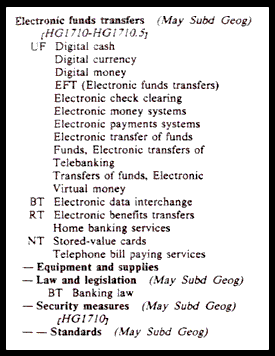 Electronic funds transfers (May Subd Geog)
[HG1710-HG1710.5]
UF Digital cash
Digital currency
Digital money
EFT (Electronic funds transfers)
Electronic check clearing
Electronic money systems
Electronic payments systems
Electronic transfer of funds
Funds, Electronic transfers of
Telebanking
Transfers of funds, Electronic
Virtual money
BT Electronic data interchange
RT Electronic benefits transfers
Home banking services
NT Stored-value cards
Telephone bill paying services
— Equipment and supplies
— Law and legislation (May Subd Geog)
BT Banking law
— Security measures (May Subd Geog)
[HG1710]
— — Standards (May Subd Geog)